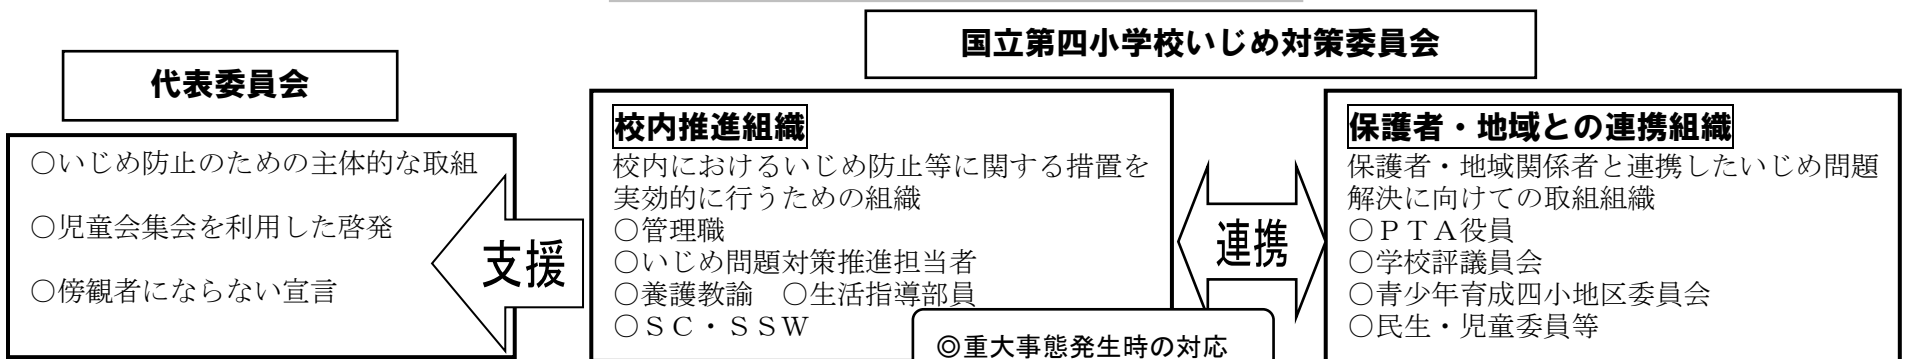 国立第四小学校いじめ対策委員会
代表委員会
○いじめ防止のための主体的な取組
○児童会集会を利用した啓発
○傍観者にならない宣言
支援
校内推進組織
校内におけるいじめ防止等に関する措置を
実効的に行うための組織
○管理職
○いじめ問題対策推進担当者
○養護教諭　○生活指導部員
○ＳＣ・ＳＳＷ
◎重大事態発生時の対応
連携
保護者・地域との連携組織
保護者・地域関係者と連携したいじめ問題
解決に向けての取組組織
○ＰＴＡ役員
○学校評議員会
○青少年育成四小地区委員会
○民生・児童委員等